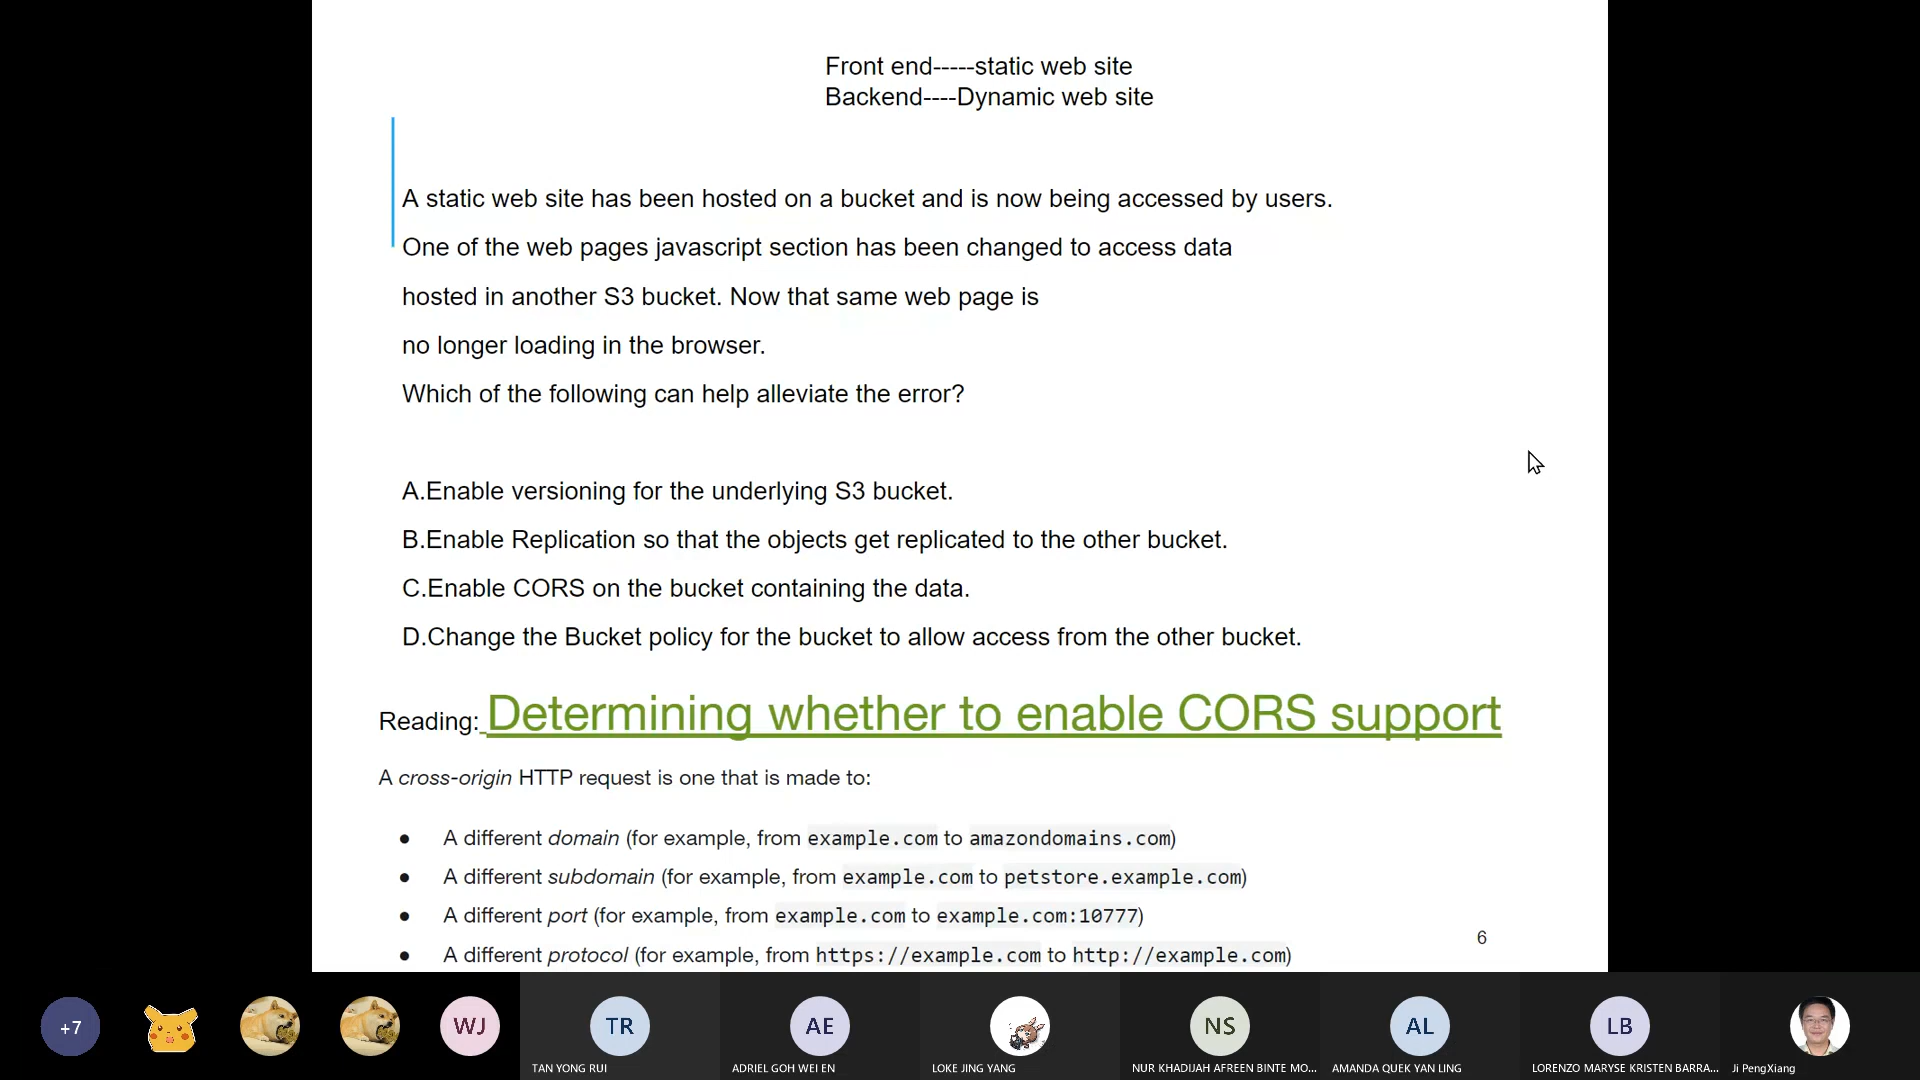 Front end-----static web site
Backend----Dynamic web site
A static web site has been hosted on a bucket and is now being accessed by users.
One of the web pages javascript section has been changed to access data
hosted in another S3 bucket. Now that same web page is
no longer loading in the browser.
Which of the following can help alleviate the error?
A.Enable versioning for the underlying S3 bucket.
B.Enable Replication so that the objects get replicated to the other bucket.
C.Enable CORS on the bucket containing the data.
D.Change the Bucket policy for the bucket to allow access from the other bucket.
Reading: Determining whether to enable CORS support
A cross-origin HTTP request is one that is made to:
● A different domain (for example, from example.com to amazondomains.com)
● A different subdomain (for example, from example.com to petstore.example.com)
● A different port (for example, from example.com to example.com:10777)
● A different protocol (for example, from https://example.com to http://example.com)
6
+7 WJ TR AE NS AL LB
TAN YONG RUI ADRIEL GOH WEI EN LOKE JING YANG NUR KHADIJAH AFREEN BINTE MO... AMANDA QUEK YAN LING LORENZO MARYSE KRISTEN BARRA... Ji PengXiang